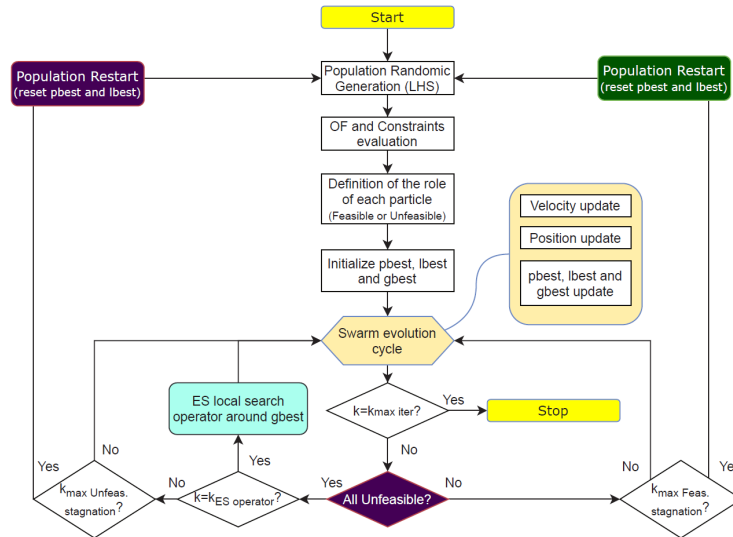 Start
Population Restart
(reset pbest and lbest)
Population Randomic
Generation (LHS)
Population Restart
(reset pbest and lbest)
OF and Constraints
evaluation
Definition of the role
of each particle
(Feasible or Unfeasible)
Velocity update
Position update
pbest, lbest and
gbest update
Initialize pbest, lbest
and gbest
Swarm evolution
cycle
ES local search
operator around gbest
k=kmax iter?
Yes
Stop
No
No
Yes
No
Yes
No
Yes
No
No
Yes
kmax Unfeas.
stagnation?
k=kES operator?
All Unfeasible?
kmax Feas.
stagnation?